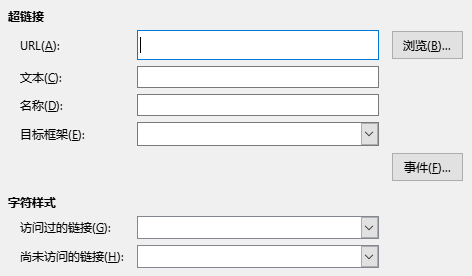 超链接
URL(A): 浏览(B)...
文本(C):
名称(D):
目标框架(E):
事件(F)...
字符样式
访问过的链接(G):
尚未访问的链接(H):